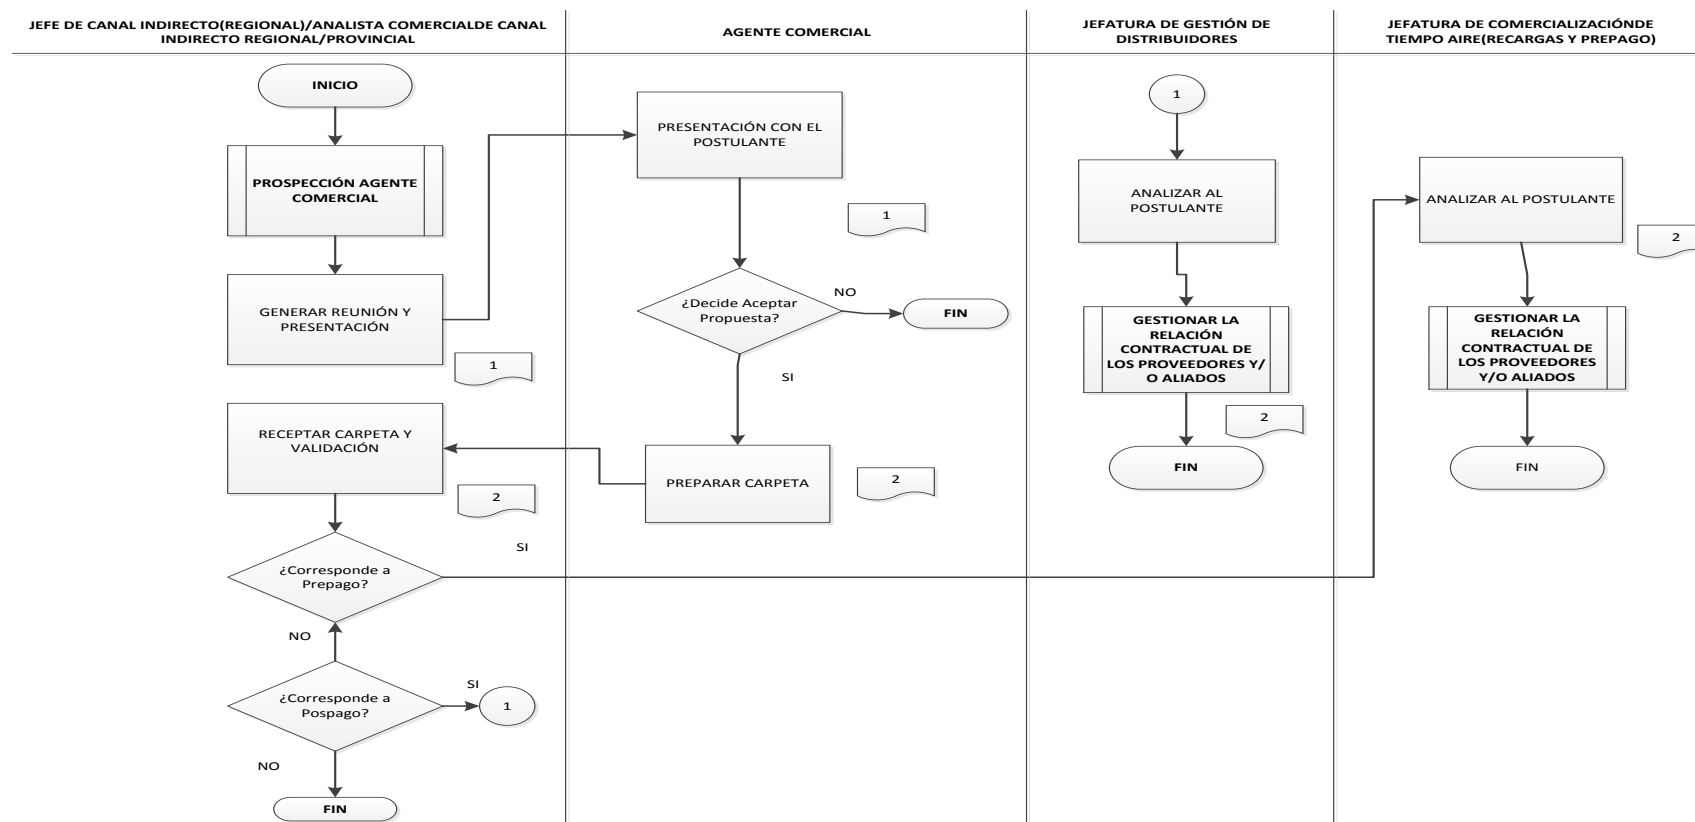 JEFE DE CANAL INDIRECTO(REGIONAL)/ANALISTA COMERCIALDE CANAL
INDIRECTO REGIONAL/PROVINCIAL
AGENTE COMERCIAL
JEFATURA DE GESTIÓN DE
DISTRIBUIDORES
JEFATURA DE COMERCIALIZACIÓNDE
TIEMPO AIRE(RECARGAS Y PREPAGO)
INICIO
PROSPECCIÓN AGENTE
COMERCIAL
GENERAR REUNIÓN Y
PRESENTACIÓN
1
RECEPTAR CARPETA Y
VALIDACIÓN
2
SI
¿Corresponde a
Prepago?
NO
¿Corresponde a
Pospago?
SI
1
NO
FIN
PRESENTACIÓN CON EL
POSTULANTE
1
¿Decide Aceptar
Propuesta?
NO
FIN
SI
PREPARAR CARPETA
2
1
ANALIZAR AL
POSTULANTE
GESTIONAR LA
RELACIÓN
CONTRACTUAL DE
LOS PROVEEDORES Y/
O ALIADOS
2
FIN
ANALIZAR AL POSTULANTE
2
GESTIONAR LA
RELACIÓN
CONTRACTUAL DE
LOS PROVEEDORES
Y/O ALIADOS
FIN